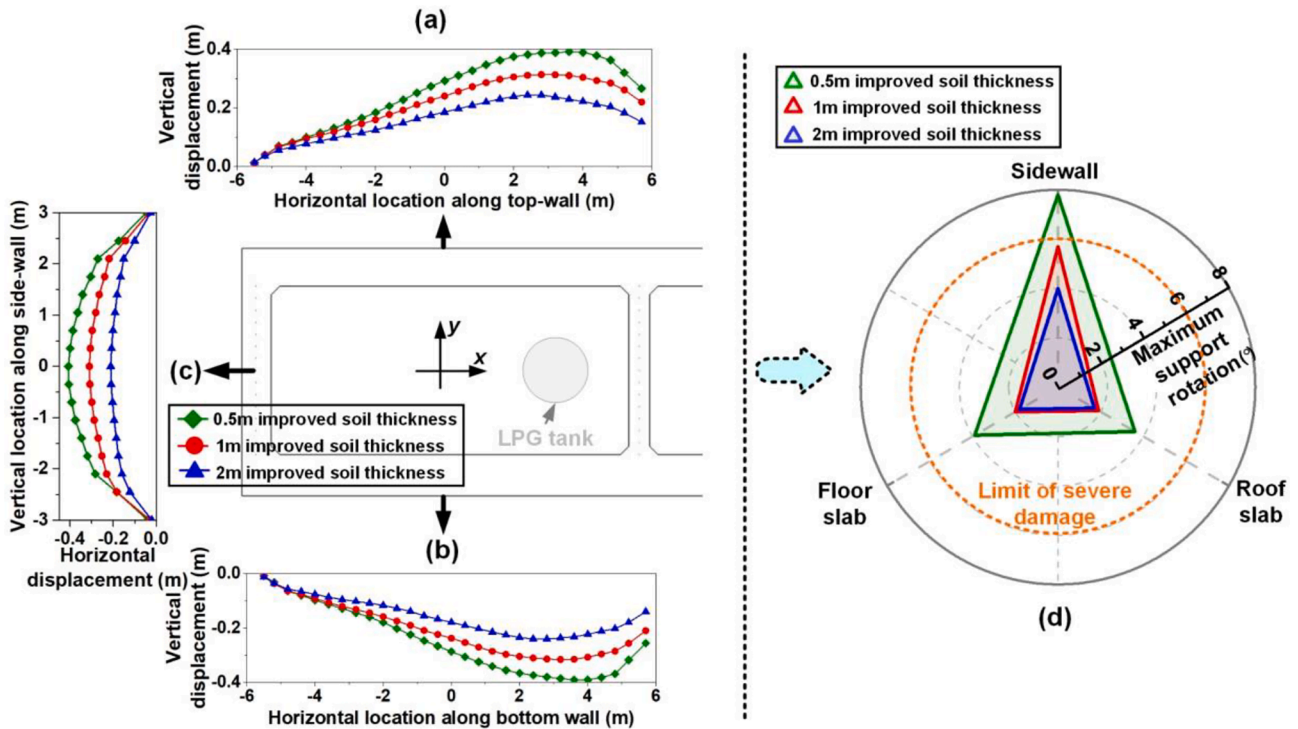 (a)
Vertical
displacement (m)
0.4
0.2
0.0
-6 -4 -2 0 2 4 6
Horizontal location along top-wall (m)
Vertical location along side-wall (m)
3
2
1
0
-1
-2
-3
-0.4 -0.2 0.0
Horizontal
displacement (m)
(c)
y
x
LPG tank
0.5m improved soil thickness
1m improved soil thickness
2m improved soil thickness
(b)
Vertical
displacement (m)
0.0
-0.2
-0.4
-6 -4 -2 0 2 4 6
Horizontal location along bottom wall (m)
0.5m improved soil thickness
1m improved soil thickness
2m improved soil thickness
Sidewall
0 2 4 6 8
Maximum
support
rotation(°)
Floor
slab
Limit of severe
damage
Roof
slab
(d)